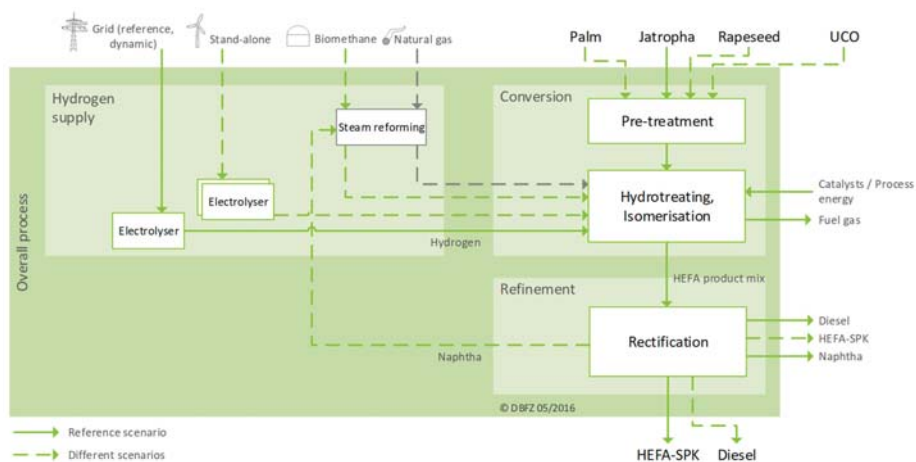 Grid (reference,
dynamic)
Stand-alone
Biomethane
Natural gas
Palm
Jatropha
Rapeseed
UCO
Overall process
Hydrogen
supply
Steam reforming
Electrolyser
Electrolyser
Hydrogen
Conversion
Pre-treatment
Hydrotreating,
Isomerisation
Catalysts / Process
energy
Fuel gas
HEFA product mix
Refinement
Rectification
Naphtha
Diesel
HEFA-SPK
Naphtha
© DBFZ 05/2016
Reference scenario
Different scenarios
HEFA-SPK
Diesel